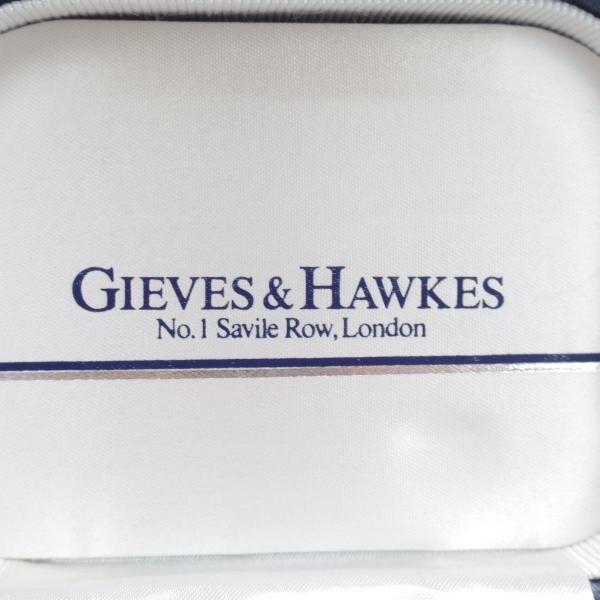 GIEVES & HAWKES
No. 1 Savile Row, London